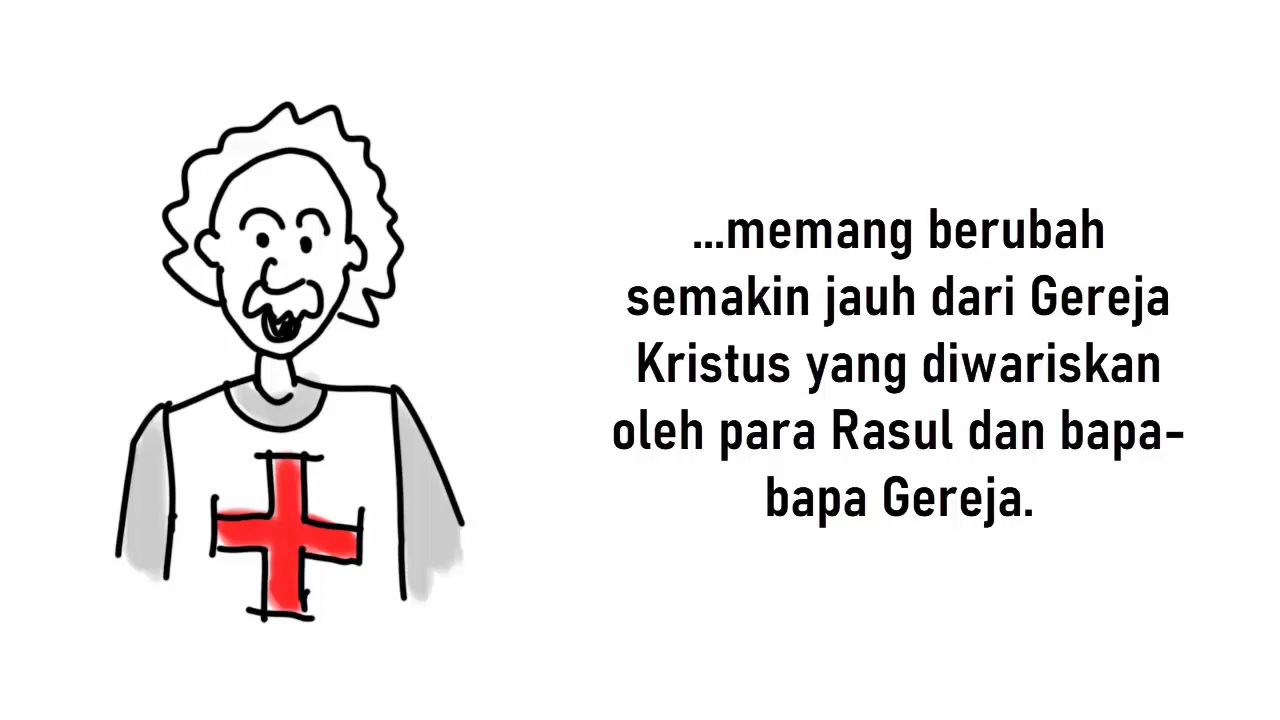 ...memang berubah
semakin jauh dari Gereja
Kristus yang diwariskan
oleh para Rasul dan bapa-
bapa Gereja.